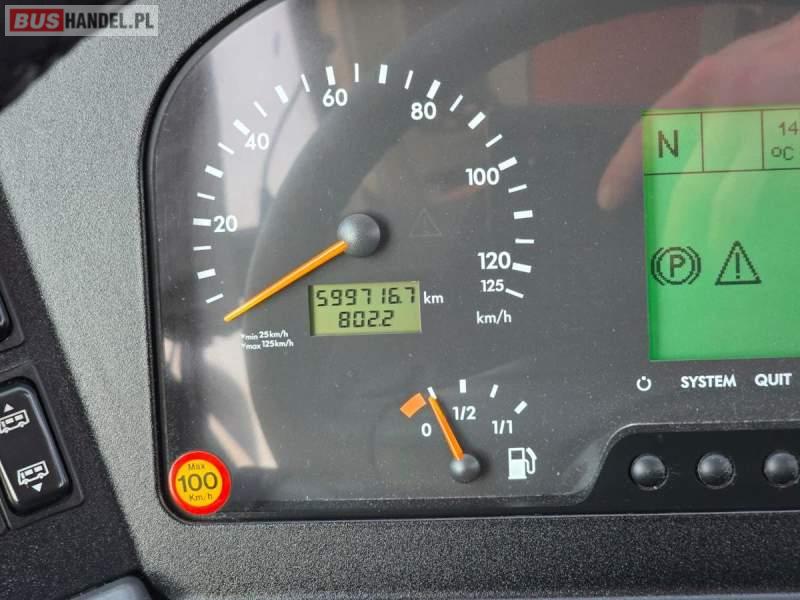 BUSHANDEL.PL
20
40
60
80
100
120
125
km/h
599716.7 km
802.2
min 25km/h
max 125km/h
0
1/2
1/1
Max
100
Km/h
N
14
°C
P
SYSTEM QUIT